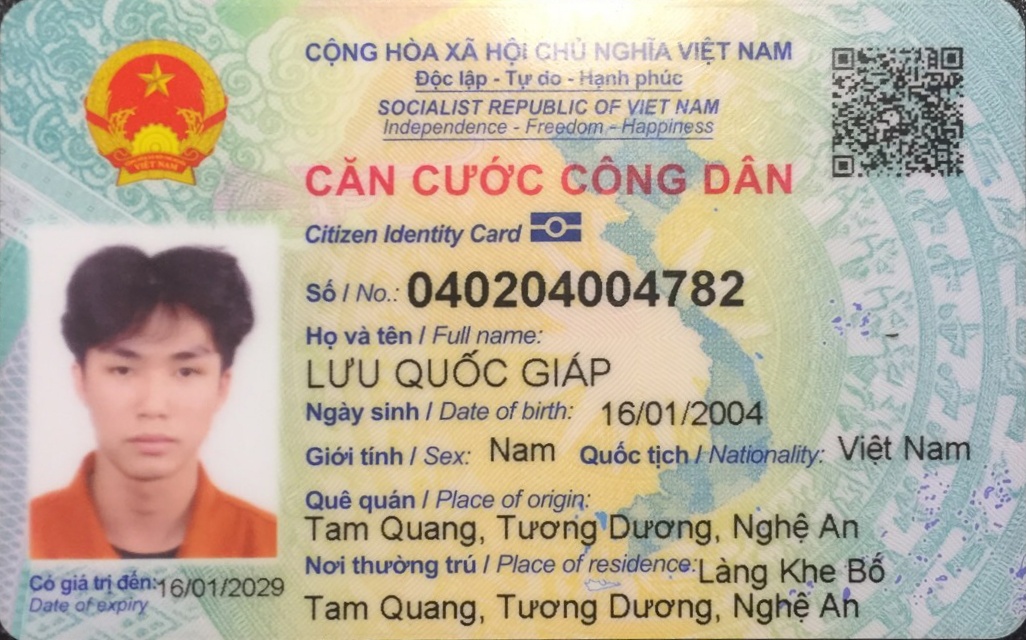 CỘNG HÒA XÃ HỘI CHỦ NGHĨA VIỆT NAM
Độc lập - Tự do - Hạnh phúc
SOCIALIST REPUBLIC OF VIET NAM
Independence - Freedom - Happiness
CĂN CƯỚC CÔNG DÂN
Citizen Identity Card
Số / No.: 040204004782
Họ và tên / Full name:
LƯU QUỐC GIÁP
Ngày sinh / Date of birth: 16/01/2004
Giới tính / Sex: Nam Quốc tịch / Nationality: Việt Nam
Quê quán / Place of origin:
Tam Quang, Tương Dương, Nghệ An
Nơi thường trú / Place of residence: Làng Khe Bố
Tam Quang, Tương Dương, Nghệ An
Có giá trị đến: 16/01/2029
Date of expiry
VIỆT NAM